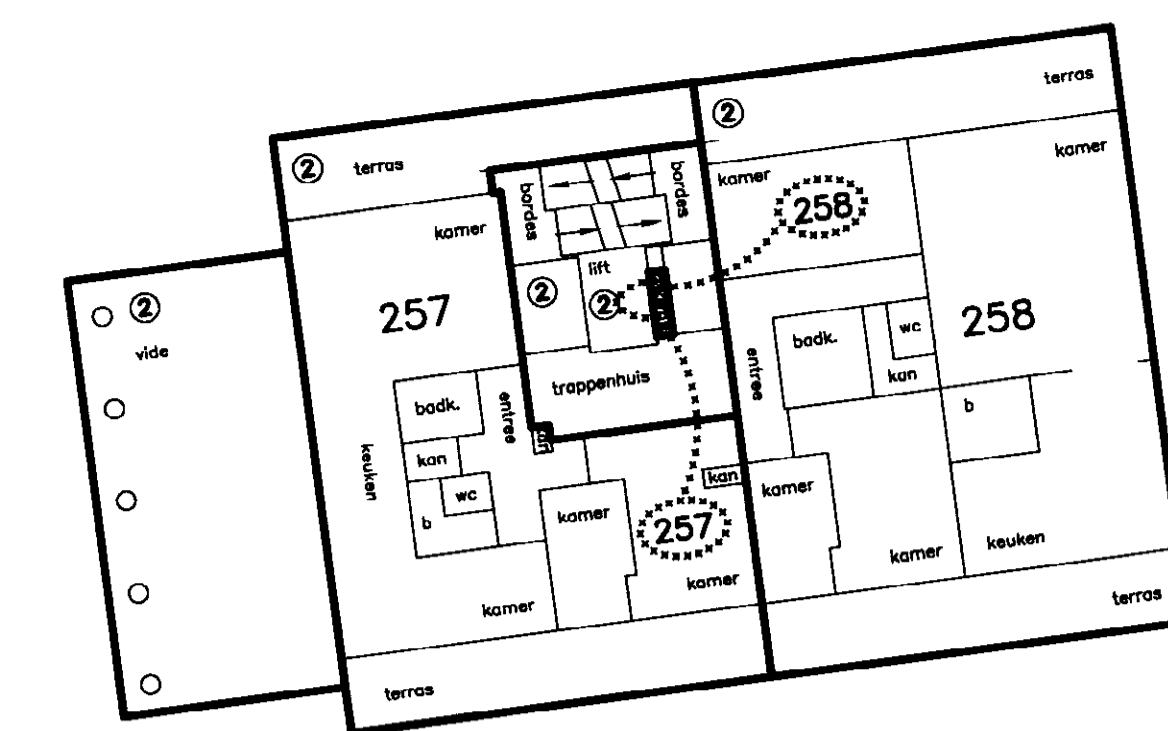 terras
②
② terras
kamer
kamer
bordes
bordes
258
kamer
lift
②
②
②
vide
257
258
badk.
wc
kan
entree
trappenhuis
b
badk.
entree
keuken
kan
wc
b
kan
kamer
kamer
257
kamer
kamer
keuken
kamer
terras
terras